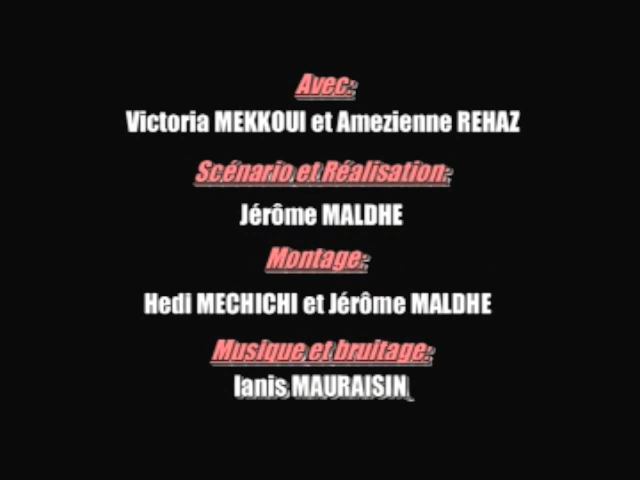 Avec:
Victoria MEKKOUI et Amezienne REHAZ
Scénario et Réalisation:
Jérôme MALDHE
Montage:
Hedi MECHICHI et Jérôme MALDHE
Musique et bruitage:
Ianis MAURAISIN